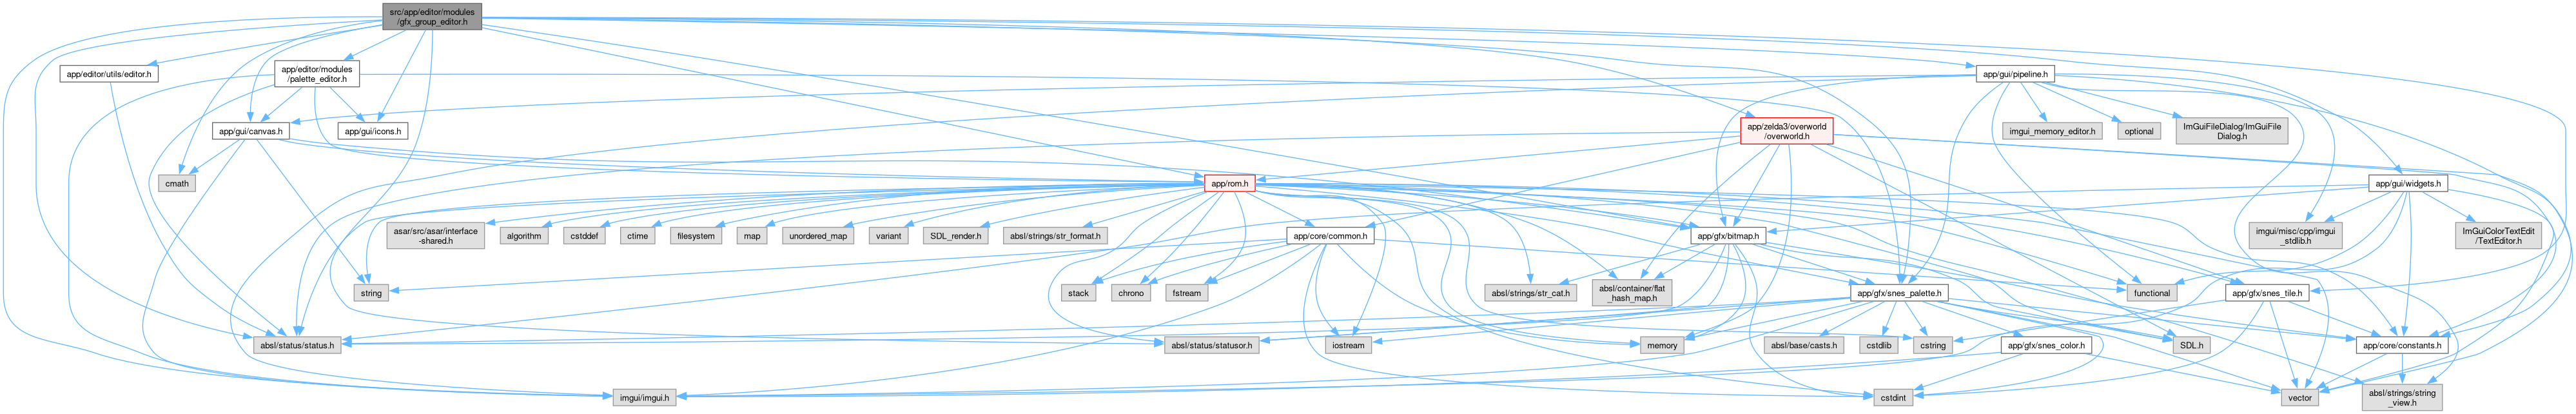 src/app/editor/modules
/gfx_group_editor.h
app/editor/utils/editor.h
app/editor/modules
/palette_editor.h
app/gui/pipeline.h
app/gui/canvas.h
app/gui/icons.h
imgui_memory_editor.h
optional
ImGuiFileDialog/ImGuiFile
Dialog.h
app/zelda3/overworld
/overworld.h
cmath
app/rom.h
app/gui/widgets.h
asar/src/asar/interface
-shared.h
algorithm
cstddef
ctime
filesystem
map
unordered_map
variant
SDL_render.h
absl/strings/str_format.h
app/core/common.h
app/gfx/bitmap.h
imgui/misc/cpp/imgui
_stdlib.h
ImGuiColorTextEdit
/TextEditor.h
string
stack
chrono
fstream
absl/strings/str_cat.h
absl/container/flat
_hash_map.h
app/gfx/snes_palette.h
functional
app/gfx/snes_tile.h
absl/status/status.h
absl/status/statusor.h
iostream
memory
absl/base/casts.h
cstdlib
cstring
app/gfx/snes_color.h
SDL.h
app/core/constants.h
imgui/imgui.h
cstdint
vector
absl/strings/string
_view.h